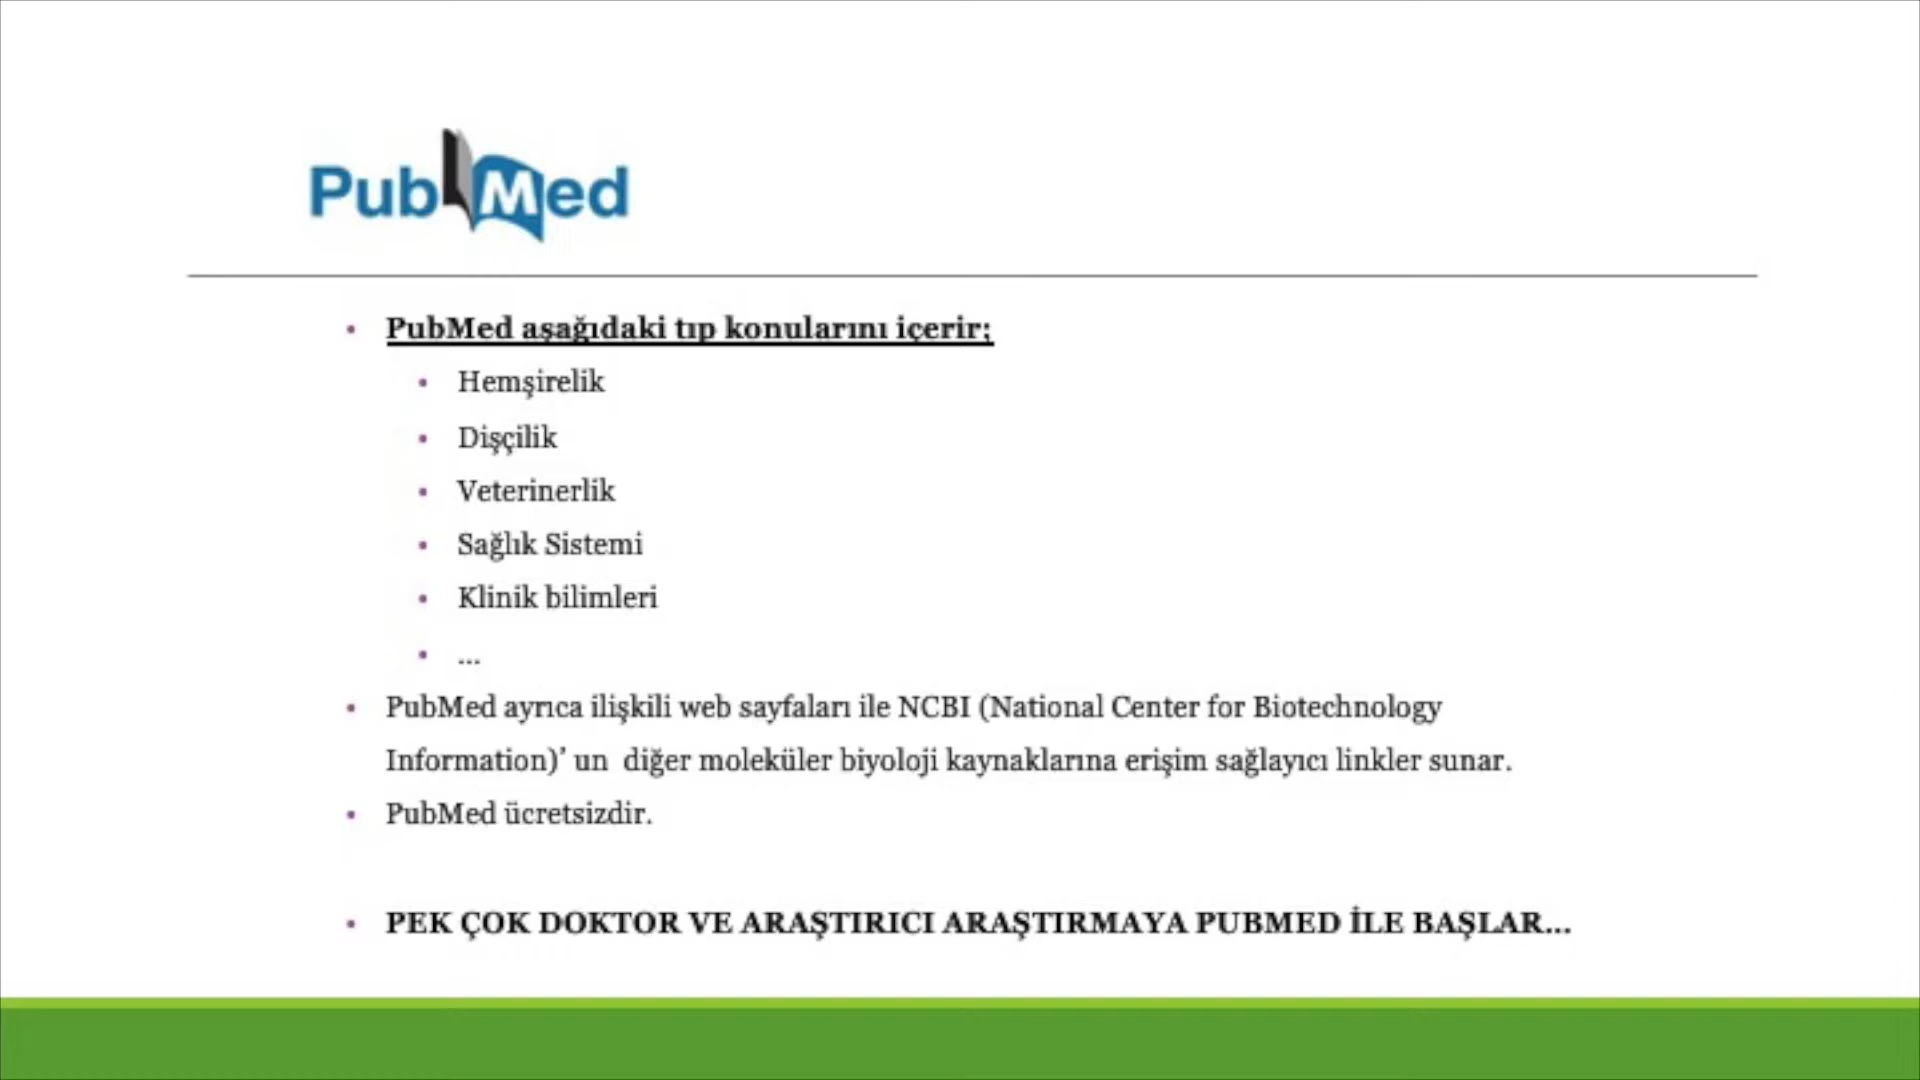 PubMed
PubMed aşağıdaki tıp konularını içerir;
Hemşirelik
Dişçilik
Veterinerlik
Sağlık Sistemi
Klinik bilimleri
...
PubMed ayrıca ilişkili web sayfaları ile NCBI (National Center for Biotechnology
Information)’ un diğer moleküler biyoloji kaynaklarına erişim sağlayıcı linkler sunar.
PubMed ücretsizdir.
PEK ÇOK DOKTOR VE ARAŞTIRICI ARAŞTIRMAYA PUBMED İLE BAŞLAR...